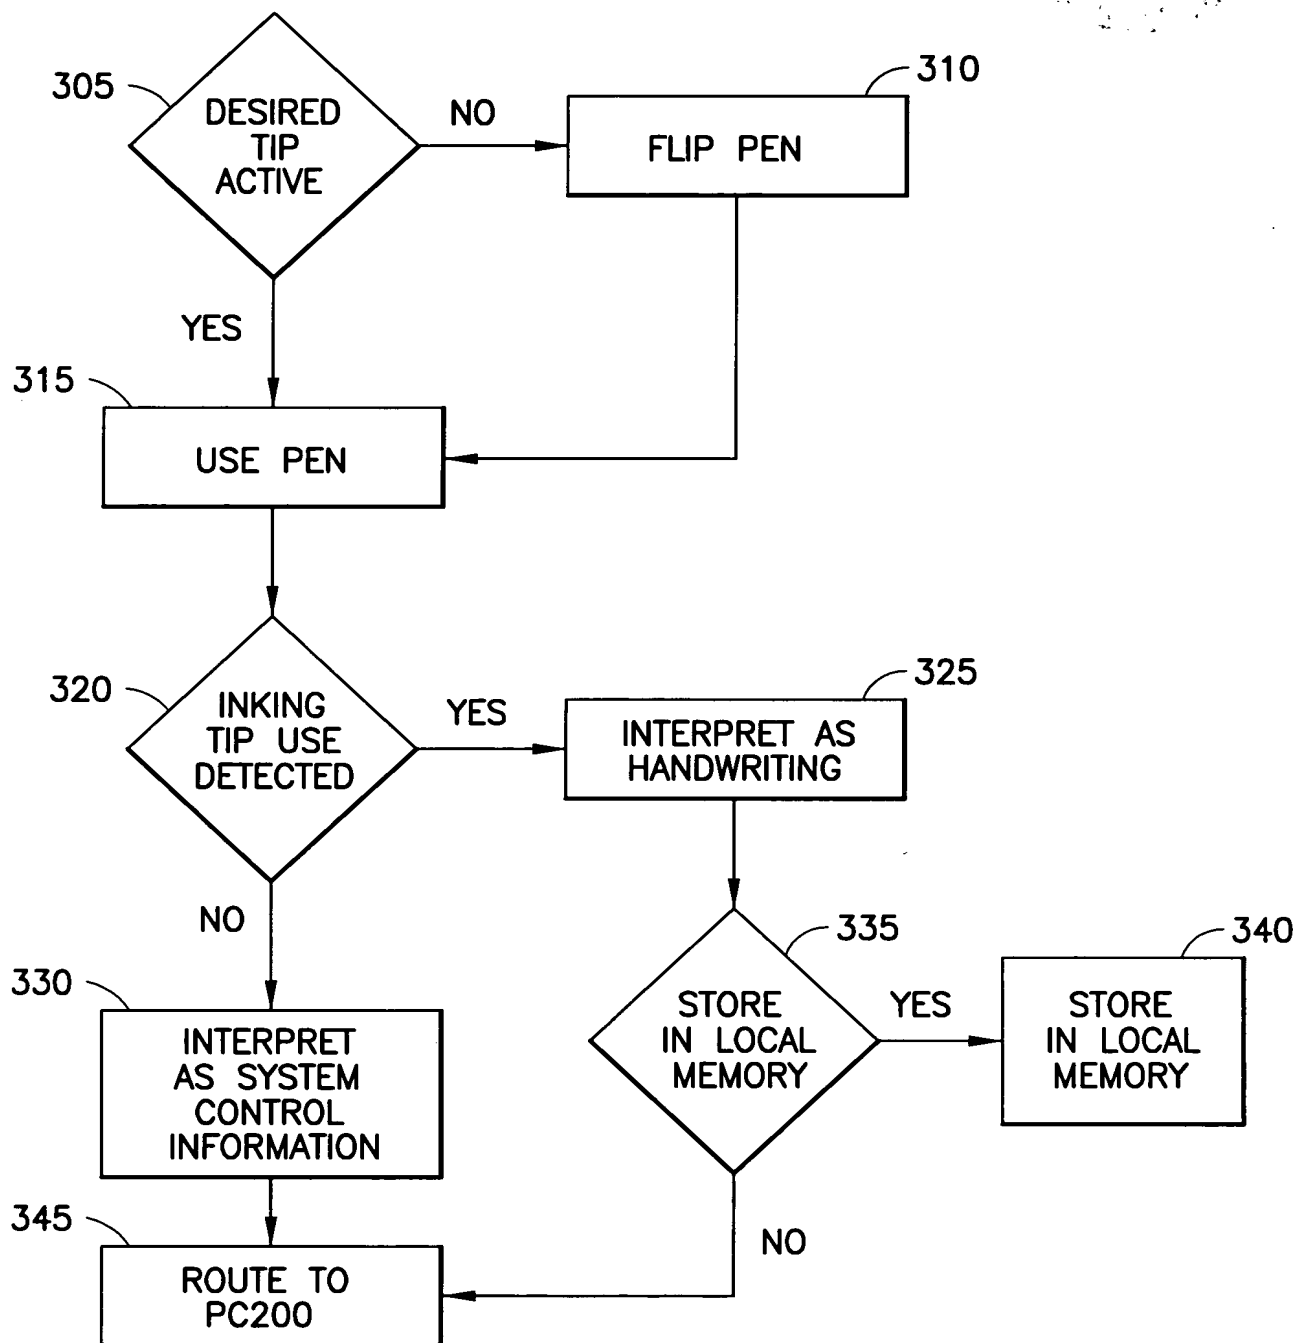 305
DESIRED
TIP
ACTIVE
NO
310
FLIP PEN
YES
315
USE PEN
320
INKING
TIP USE
DETECTED
YES
325
INTERPRET AS
HANDWRITING
NO
335
STORE
IN LOCAL
MEMORY
YES
340
STORE
IN LOCAL
MEMORY
330
INTERPRET
AS SYSTEM
CONTROL
INFORMATION
NO
345
ROUTE TO
PC200